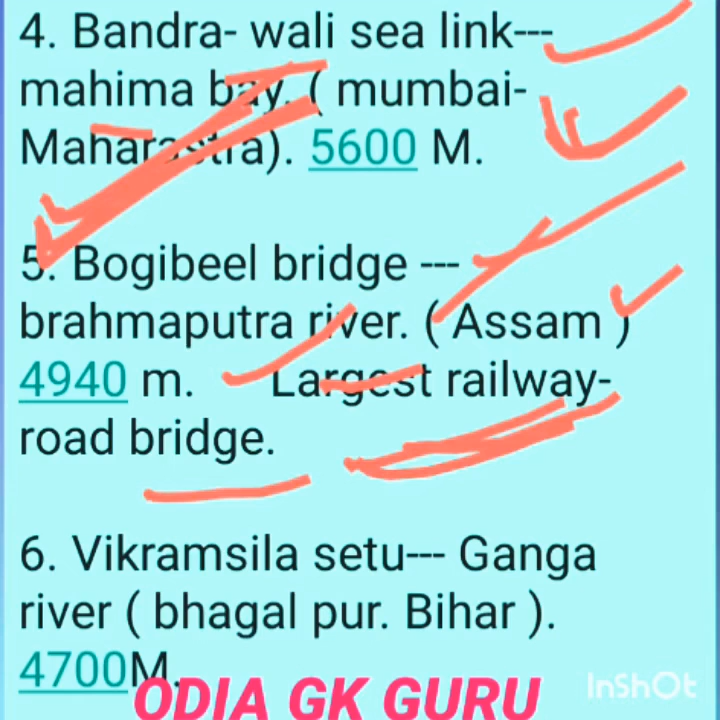 4. Bandra- wali sea link---
mahima bay. ( mumbai-
Maharastra). 5600 M.
5. Bogibeel bridge ---
brahmaputra river. ( Assam )
4940 m. Largest railway-
road bridge.
6. Vikramsila setu--- Ganga
river ( bhagal pur. Bihar ).
4700M.
ODIA GK GURU
InShOt